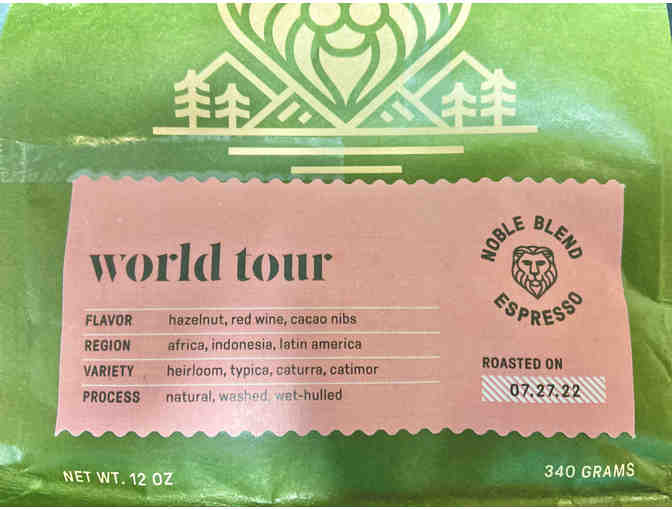 world tour
FLAVOR hazelnut, red wine, cacao nibs
REGION africa, indonesia, latin america
VARIETY heirloom, typica, caturra, catimor
PROCESS natural, washed, wet-hulled
NOBLE BLEND
ESPRESSO
ROASTED ON
07.27.22
NET WT. 12 OZ
340 GRAMS